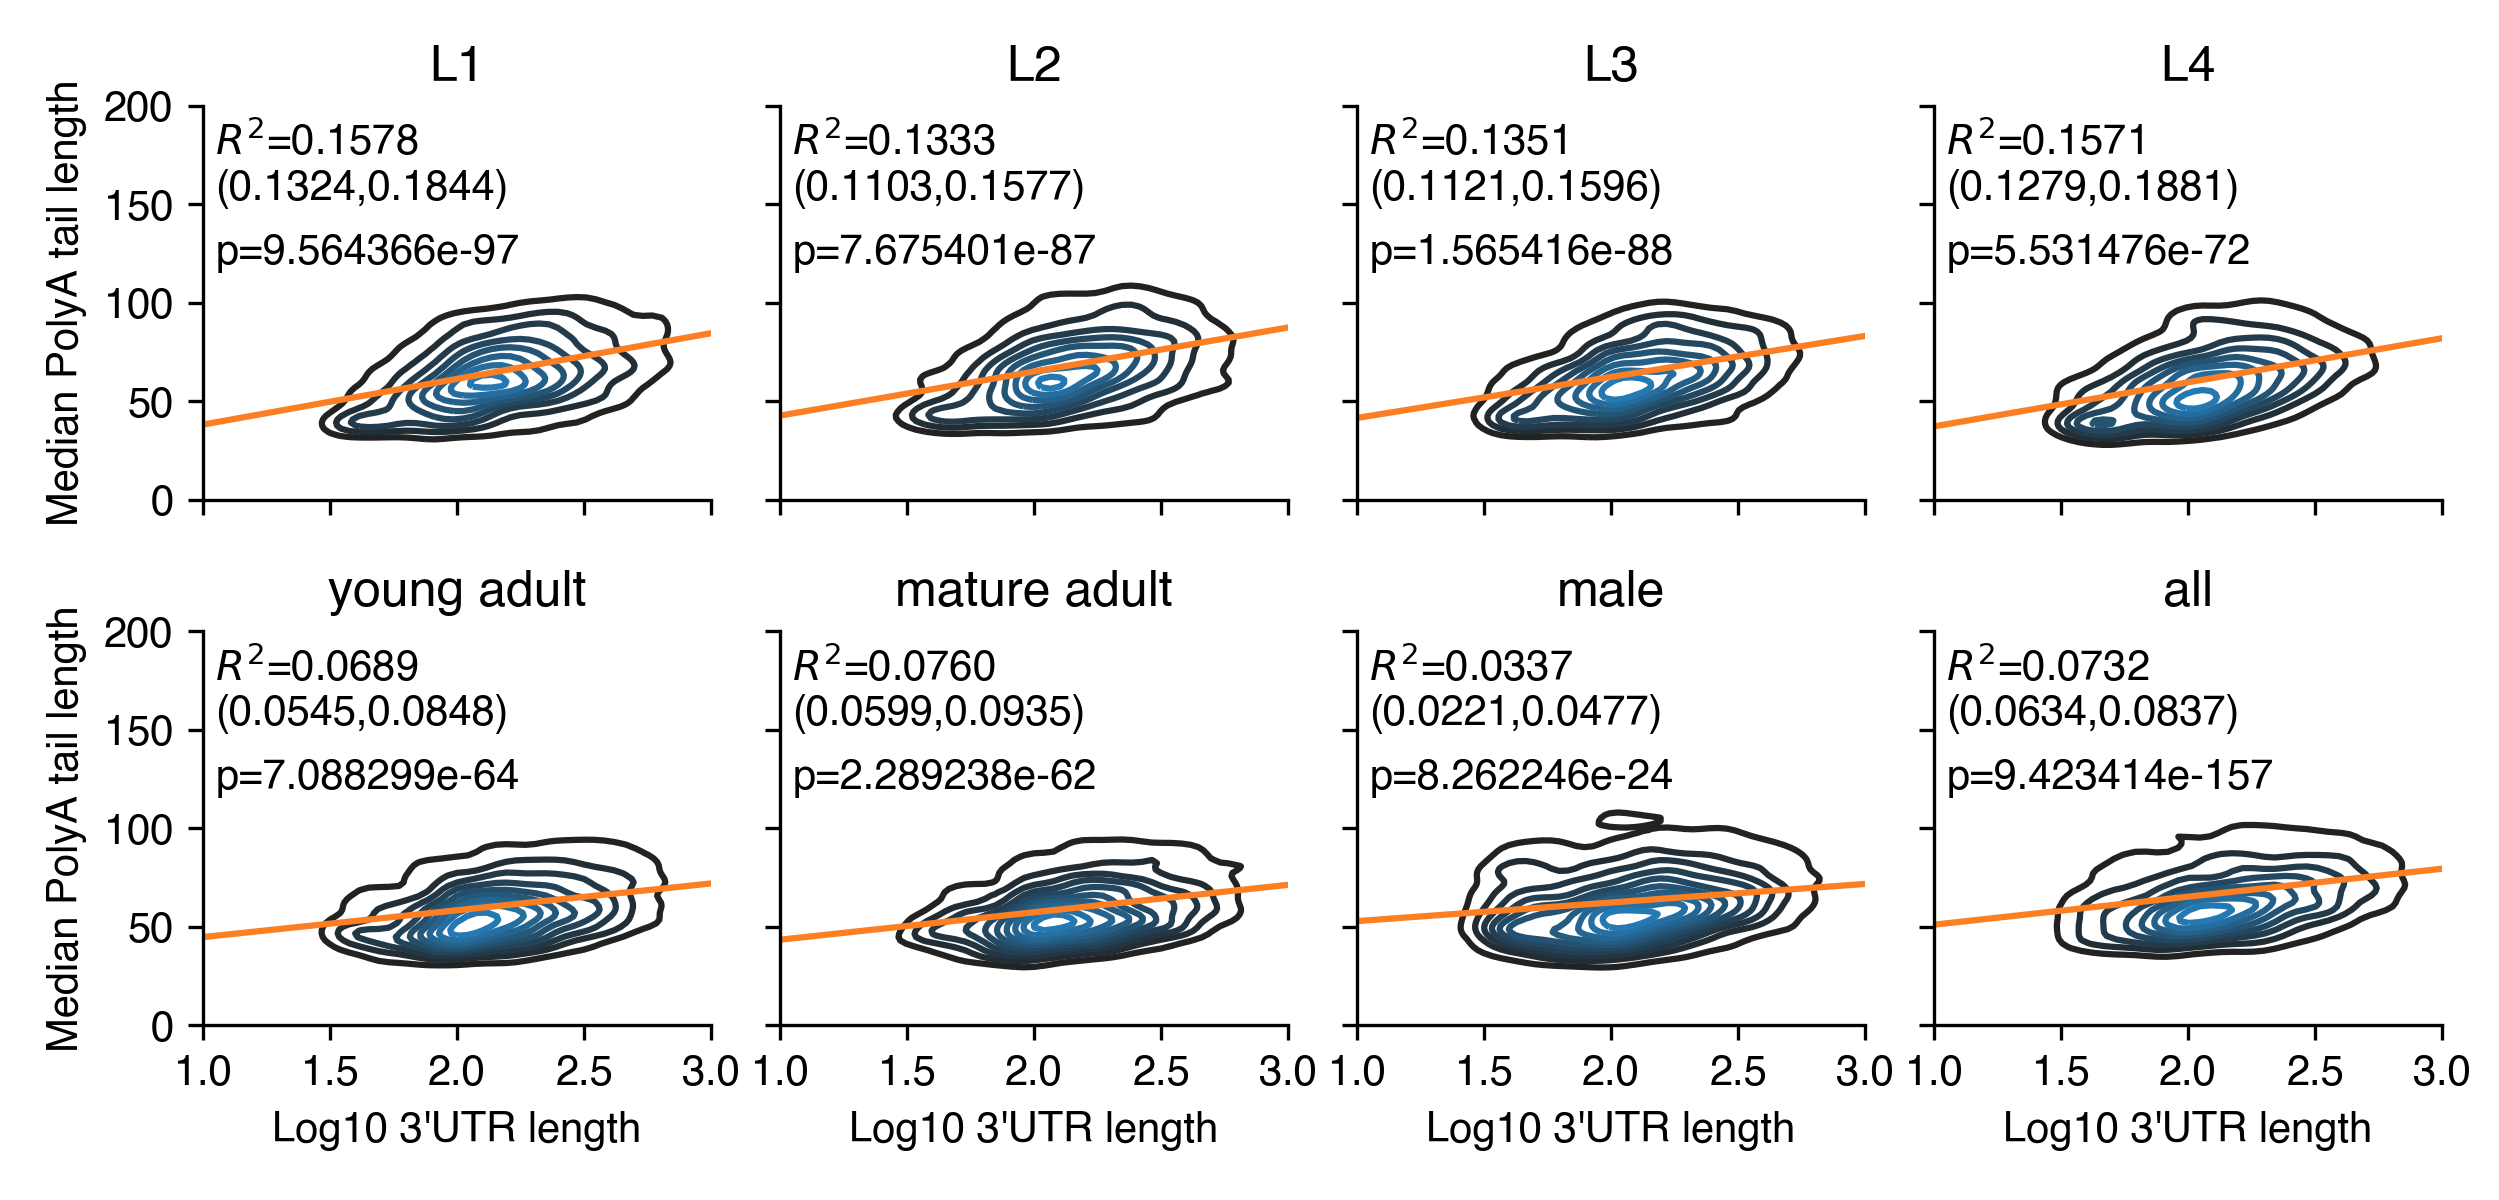 L1
L2
L3
L4
Median PolyA tail length
200
150
100
50
0
R²=0.1578
(0.1324,0.1844)
p=9.564366e-97
R²=0.1333
(0.1103,0.1577)
p=7.675401e-87
R²=0.1351
(0.1121,0.1596)
p=1.565416e-88
R²=0.1571
(0.1279,0.1881)
p=5.531476e-72
young adult
mature adult
male
all
Median PolyA tail length
200
150
100
50
0
R²=0.0689
(0.0545,0.0848)
p=7.088299e-64
R²=0.0760
(0.0599,0.0935)
p=2.289238e-62
R²=0.0337
(0.0221,0.0477)
p=8.262246e-24
R²=0.0732
(0.0634,0.0837)
p=9.423414e-157
1.0 1.5 2.0 2.5 3.0
1.0 1.5 2.0 2.5 3.0
1.0 1.5 2.0 2.5 3.0
1.0 1.5 2.0 2.5 3.0
Log10 3'UTR length
Log10 3'UTR length
Log10 3'UTR length
Log10 3'UTR length